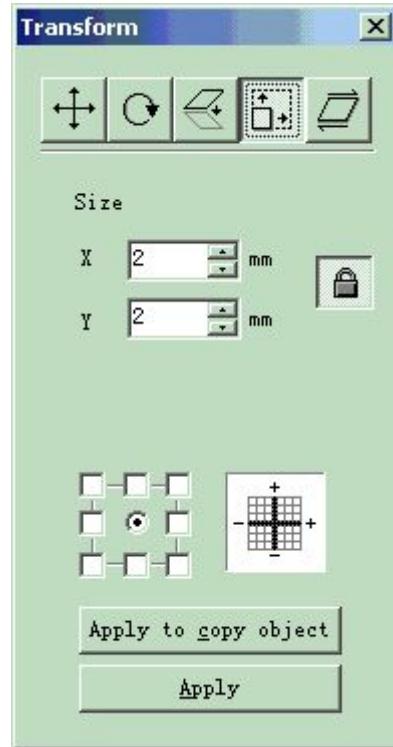 Transform
Size
X 2 mm
Y 2 mm
+
- +
-
Apply to copy object
Apply